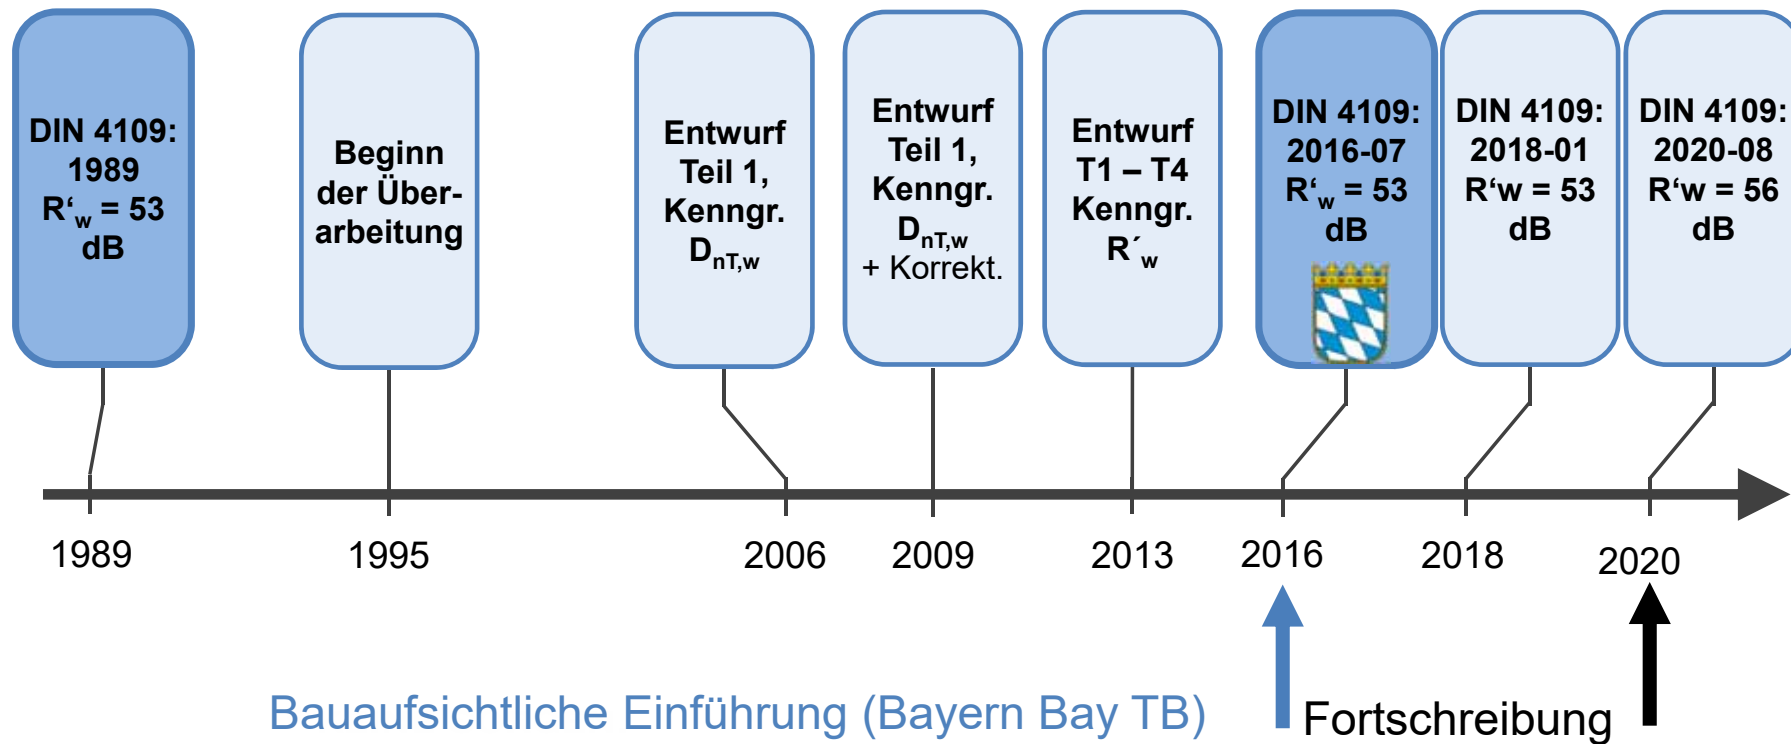 DIN 4109:
1989
R‘w = 53
dB
Beginn
der Über-
arbeitung
Entwurf
Teil 1,
Kenngr.
DnT,w
Entwurf
Teil 1,
Kenngr.
DnT,w
+ Korrekt.
Entwurf
T1 – T4
Kenngr.
R´w
DIN 4109:
2016-07
R‘w = 53
dB
DIN 4109:
2018-01
R‘w = 53
dB
DIN 4109:
2020-08
R‘w = 56
dB
1989
1995
2006
2009
2013
2016
2018
2020
Bauaufsichtliche Einführung (Bayern Bay TB)
Fortschreibung